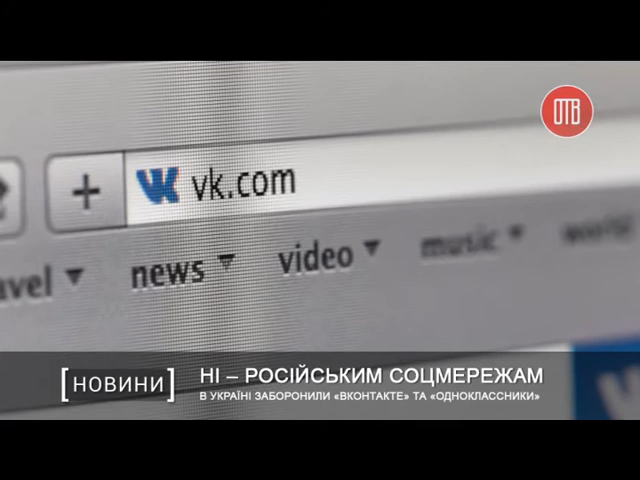 ОТВ
vk.com
news
video
music
[НОВИНИ]
НІ – РОСІЙСЬКИМ СОЦМЕРЕЖАМ
В УКРАЇНІ ЗАБОРОНИЛИ «ВКОНТАКТЕ» ТА «ОДНОКЛАССНИКИ»